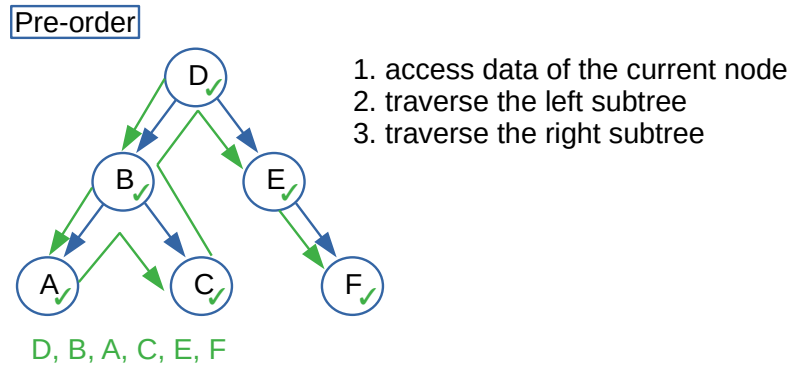 Pre-order
D
1. access data of the current node
2. traverse the left subtree
3. traverse the right subtree
B
E
A
C
F
D, B, A, C, E, F